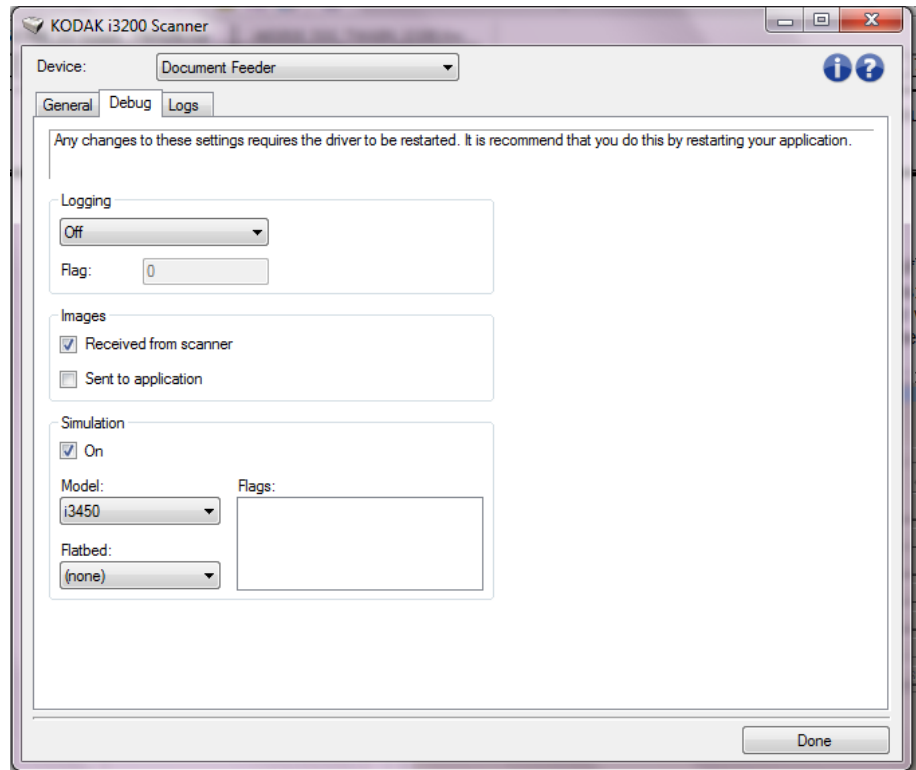 KODAK i3200 Scanner
Device:
Document Feeder
General
Debug
Logs
Any changes to these settings requires the driver to be restarted. It is recommend that you do this by restarting your application.
Logging
Off
Flag:
0
Images
Received from scanner
Sent to application
Simulation
On
Model:
Flags:
i3450
Flatbed:
(none)
Done